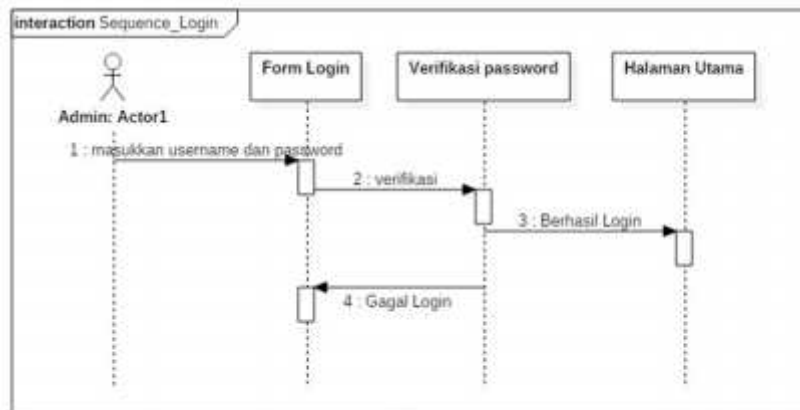 interaction Sequence_Login
Form Login
Verifikasi password
Halaman Utama
Admin: Actor1
1 : masukkan username dan password
2 : verifikasi
3 : Berhasil Login
4 : Gagal Login